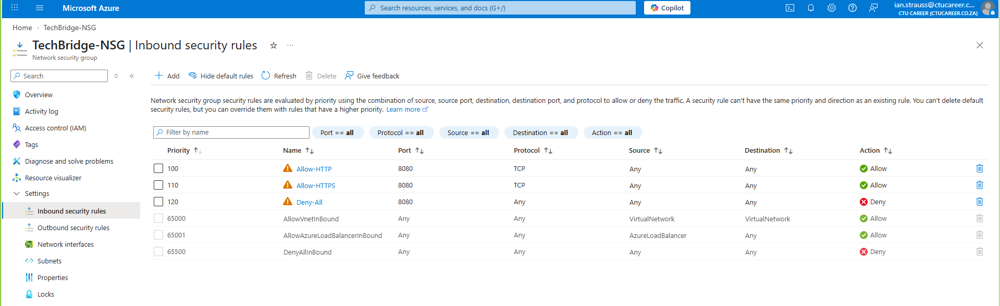 Microsoft Azure
Search resources, services, and docs (G+/)
Copilot
ian.strauss@ctucareer.c...
CTU CAREER (CTUCAREER.CO.ZA)
Home > TechBridge-NSG
TechBridge-NSG | Inbound security rules
Network security group
Search
Add Hide default rules Refresh Delete Give feedback
Overview
Activity log
Access control (IAM)
Tags
Diagnose and solve problems
Resource visualizer
Settings
Inbound security rules
Outbound security rules
Network interfaces
Subnets
Properties
Locks
Network security group security rules are evaluated by priority using the combination of source, source port, destination, destination port, and protocol to allow or deny the traffic. A security rule can't have the same priority and direction as an existing rule. You can't delete default
security rules, but you can override them with rules that have a higher priority. Learn more
Filter by name Port == all Protocol == all Source == all Destination == all Action == all
Priority Name Port Protocol Source Destination Action
100 Allow-HTTP 8080 TCP Any Any Allow
110 Allow-HTTPS 8080 TCP Any Any Allow
120 Deny-All 8080 Any Any Any Deny
65000 AllowVnetInBound Any Any VirtualNetwork VirtualNetwork Allow
65001 AllowAzureLoadBalancerInBound Any Any AzureLoadBalancer Any Allow
65500 DenyAllInBound Any Any Any Any Deny